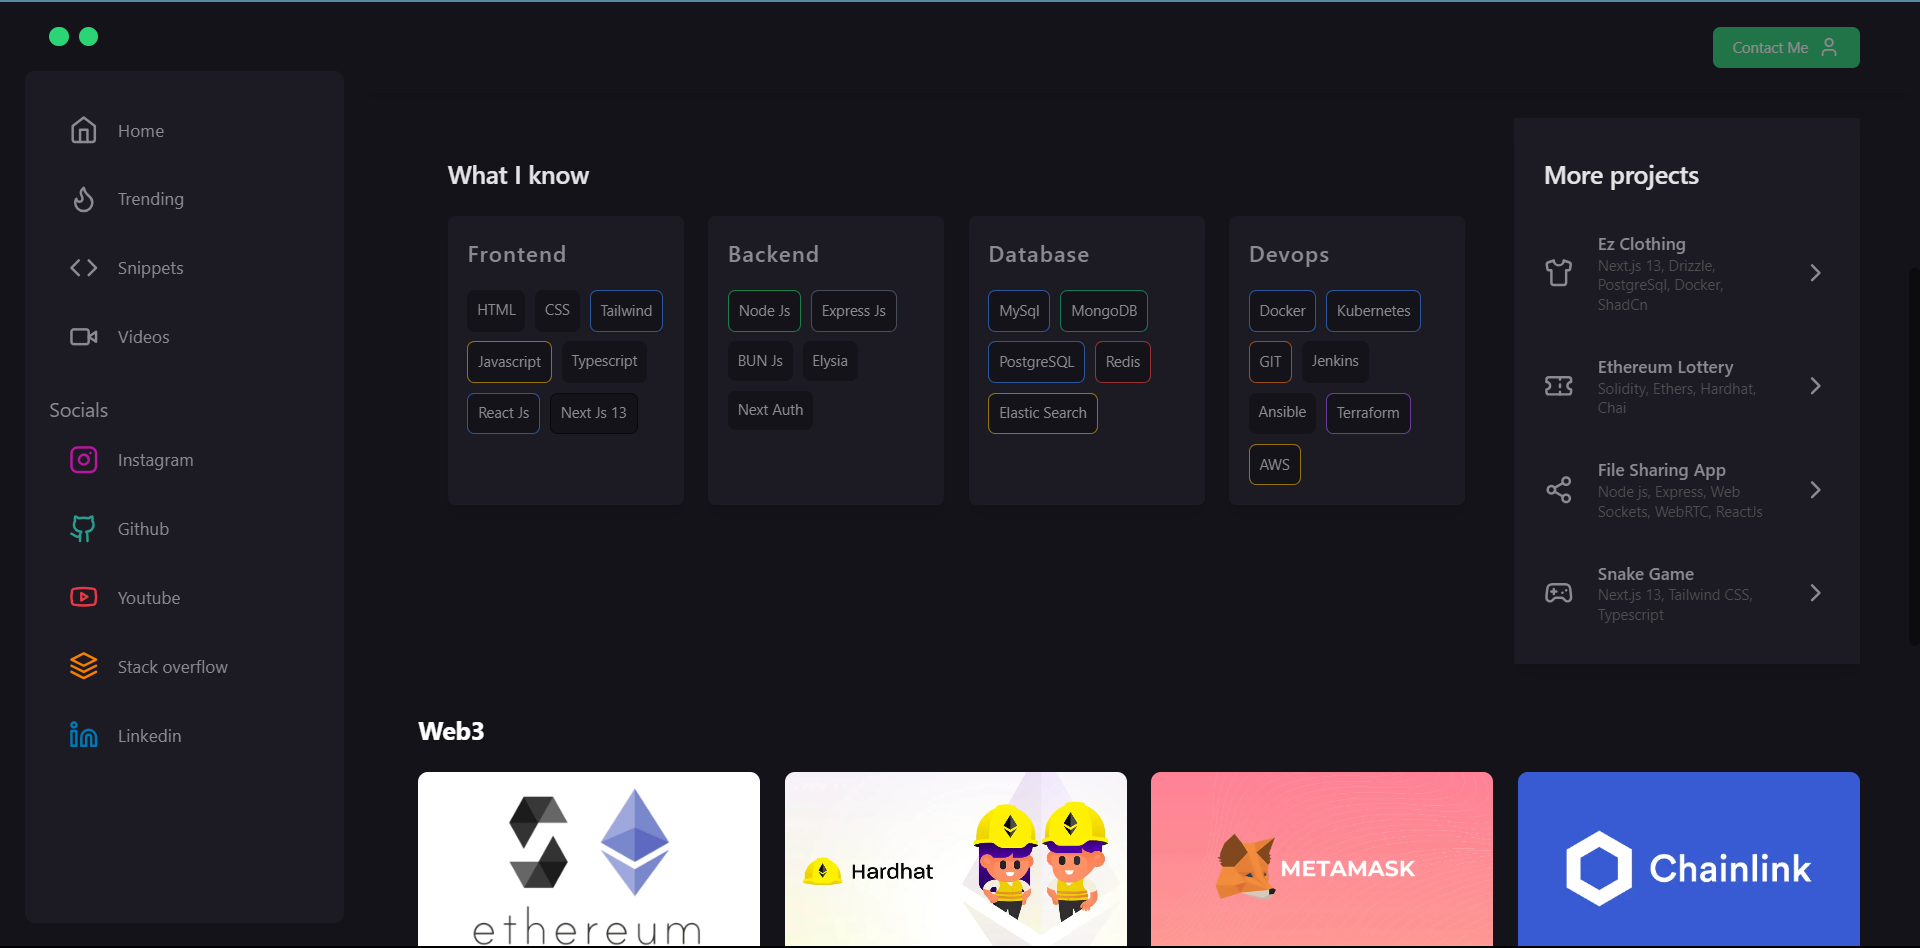 Contact Me
Home
Trending
Snippets
Videos
Socials
Instagram
Github
Youtube
Stack overflow
Linkedin
What I know
Frontend
HTML CSS Tailwind
Javascript Typescript
React Js Next Js 13
Backend
Node Js Express Js
BUN Js Elysia
Next Auth
Database
MySql MongoDB
PostgreSQL Redis
Elastic Search
Devops
Docker Kubernetes
GIT Jenkins
Ansible Terraform
AWS
More projects
Ez Clothing
Next.js 13, Drizzle,
PostgreSql, Docker,
ShadCn
Ethereum Lottery
Solidity, Ethers, Hardhat,
Chai
File Sharing App
Node js, Express, Web
Sockets, WebRTC, ReactJs
Snake Game
Next.js 13, Tailwind CSS,
Typescript
Web3
ethereum
Hardhat
METAMASK
Chainlink